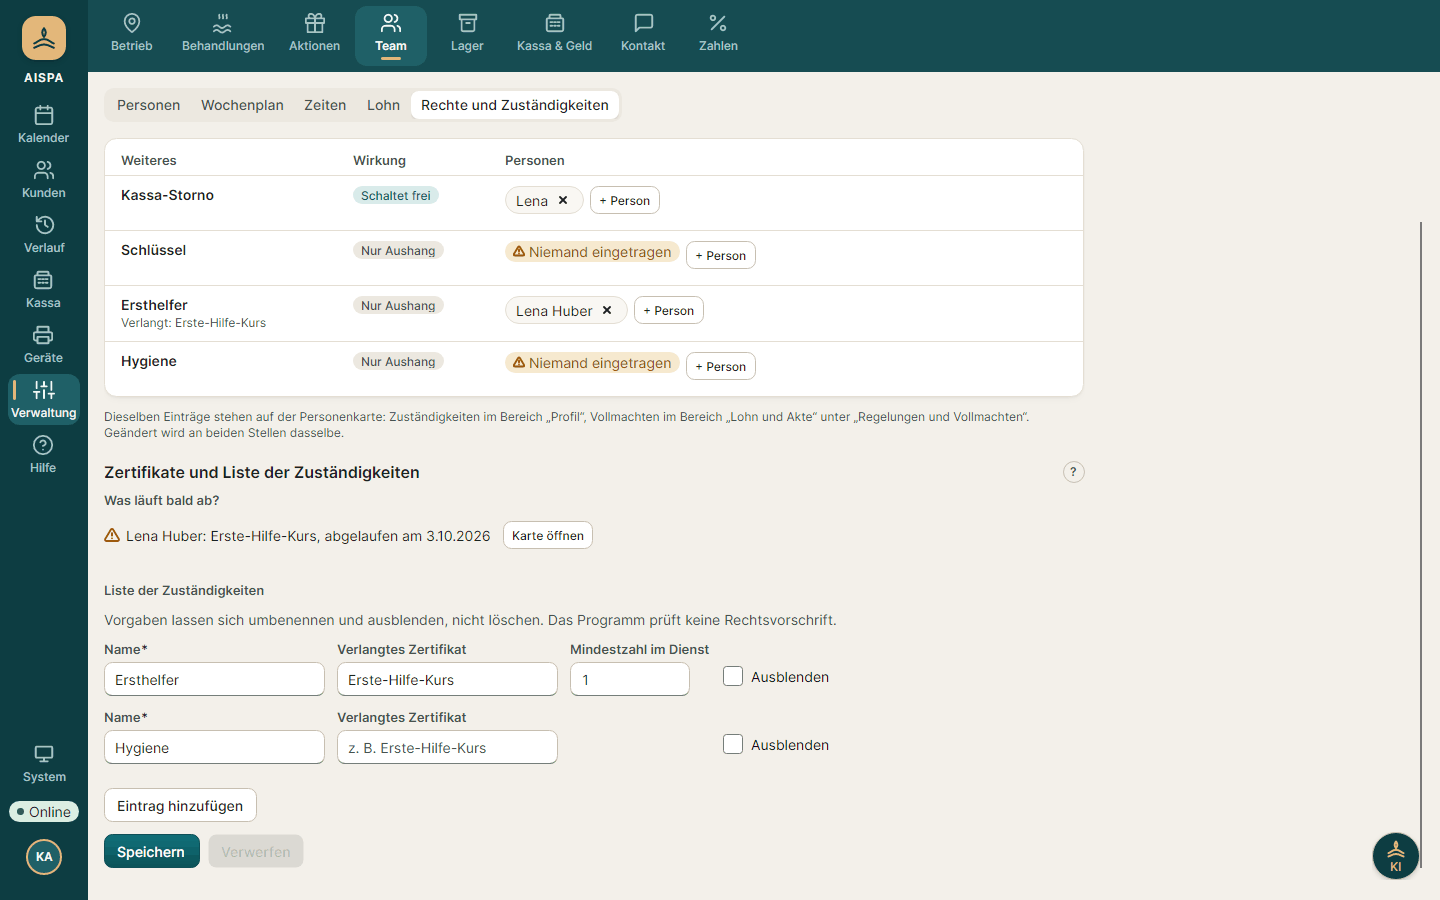 Betrieb
Behandlungen
Aktionen
Team
Lager
Kassa & Geld
Kontakt
Zahlen
AISPA
Kalender
Kunden
Verlauf
Kassa
Geräte
Verwaltung
Hilfe
System
Online
KA
Personen Wochenplan Zeiten Lohn Rechte und Zuständigkeiten
Weiteres Wirkung Personen
Kassa-Storno Schaltet frei Lena × + Person
Schlüssel Nur Aushang Niemand eingetragen + Person
Ersthelfer Nur Aushang Lena Huber × + Person
Verlangt: Erste-Hilfe-Kurs
Hygiene Nur Aushang Niemand eingetragen + Person
Dieselben Einträge stehen auf der Personenkarte: Zuständigkeiten im Bereich „Profil“, Vollmachten im Bereich „Lohn und Akte“ unter „Regelungen und Vollmachten“.
Geändert wird an beiden Stellen dasselbe.
Zertifikate und Liste der Zuständigkeiten ?
Was läuft bald ab?
Lena Huber: Erste-Hilfe-Kurs, abgelaufen am 3.10.2026 Karte öffnen
Liste der Zuständigkeiten
Vorgaben lassen sich umbenennen und ausblenden, nicht löschen. Das Programm prüft keine Rechtsvorschrift.
Name* Verlangtes Zertifikat Mindestzahl im Dienst
Ersthelfer Erste-Hilfe-Kurs 1 Ausblenden
Name* Verlangtes Zertifikat
Hygiene z. B. Erste-Hilfe-Kurs Ausblenden
Eintrag hinzufügen
Speichern Verwerfen
KI